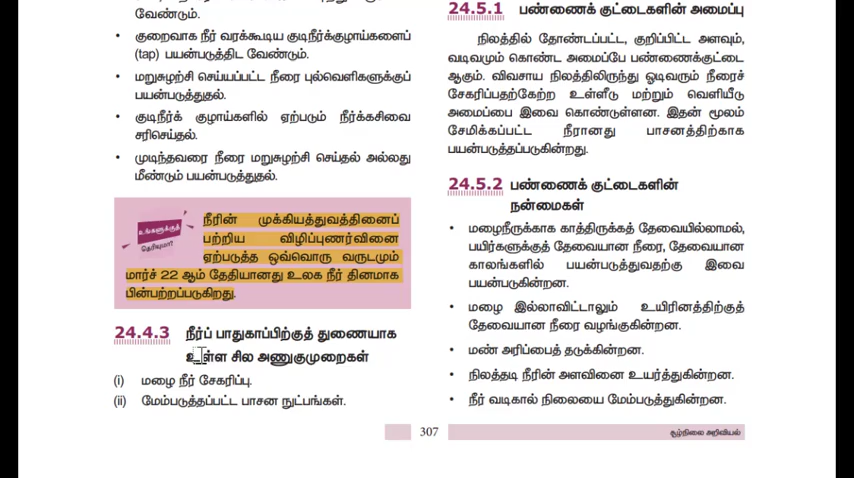 வேண்டும்.
குறைவாக நீர் வரக்கூடிய குடிநீர்க்குழாய்களைப்
(tap) பயன்படுத்திட வேண்டும்.
மறுசுழற்சி செய்யப்பட்ட நீரை புல்வெளிகளுக்குப்
பயன்படுத்துதல்.
குடிநீர்க் குழாய்களில் ஏற்படும் நீர்க்கசிவை
சரிசெய்தல்.
முடிந்தவரை நீரை மறுசுழற்சி செய்தல் அல்லது
மீண்டும் பயன்படுத்துதல்.
உங்களுக்குத்
தெரியுமா?
நீரின் முக்கியத்துவத்தினைப்
பற்றிய விழிப்புணர்வினை
ஏற்படுத்த ஒவ்வொரு வருடமும்
மார்ச் 22 ஆம் தேதியானது உலக நீர் தினமாக
பின்பற்றப்படுகிறது.
24.4.3 நீர்ப் பாதுகாப்பிற்குத் துணையாக
உள்ள சில அணுகுமுறைகள்
(i) மழை நீர் சேகரிப்பு.
(ii) மேம்படுத்தப்பட்ட பாசன நுட்பங்கள்.
24.5.1 பண்ணைக் குட்டைகளின் அமைப்பு
நிலத்தில் தோண்டப்பட்ட, குறிப்பிட்ட அளவும்,
வடிவமும் கொண்ட அமைப்பே பண்ணைக்குட்டை
ஆகும். விவசாய நிலத்திலிருந்து ஓடிவரும் நீரைச்
சேகரிப்பதற்கேற்ற உள்ளீடு மற்றும் வெளியீடு
அமைப்பை இவை கொண்டுள்ளன. இதன் மூலம்
சேமிக்கப்பட்ட நீரானது பாசனத்திற்காக
பயன்படுத்தப்படுகின்றது.
24.5.2 பண்ணைக் குட்டைகளின்
நன்மைகள்
மழைநீருக்காக காத்திருக்கத் தேவையில்லாமல்,
பயிர்களுக்குத் தேவையான நீரை, தேவையான
காலங்களில் பயன்படுத்துவதற்கு இவை
பயன்படுகின்றன.
மழை இல்லாவிட்டாலும் உயிரினத்திற்குத்
தேவையான நீரை வழங்குகின்றன.
மண் அரிப்பைத் தடுக்கின்றன.
நிலத்தடி நீரின் அளவினை உயர்த்துகின்றன.
நீர் வடிகால் நிலையை மேம்படுத்துகின்றன.
307
சூழ்நிலை அறிவியல்